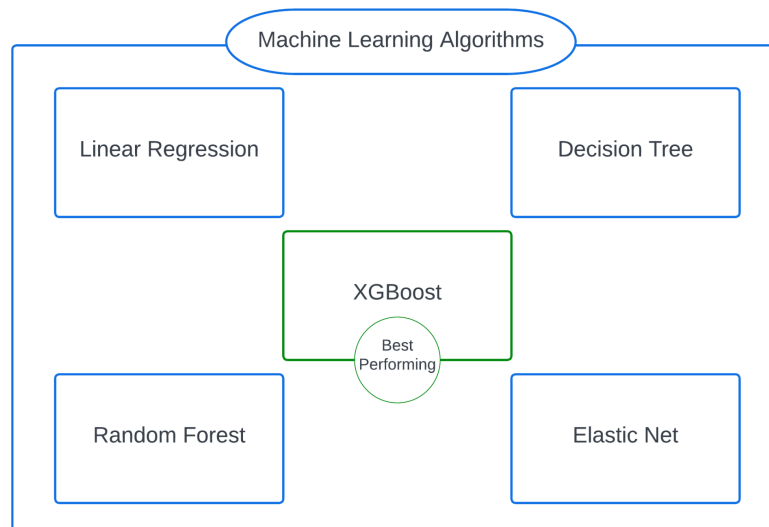 Machine Learning Algorithms
Linear Regression
Decision Tree
XGBoost
Best
Performing
Random Forest
Elastic Net